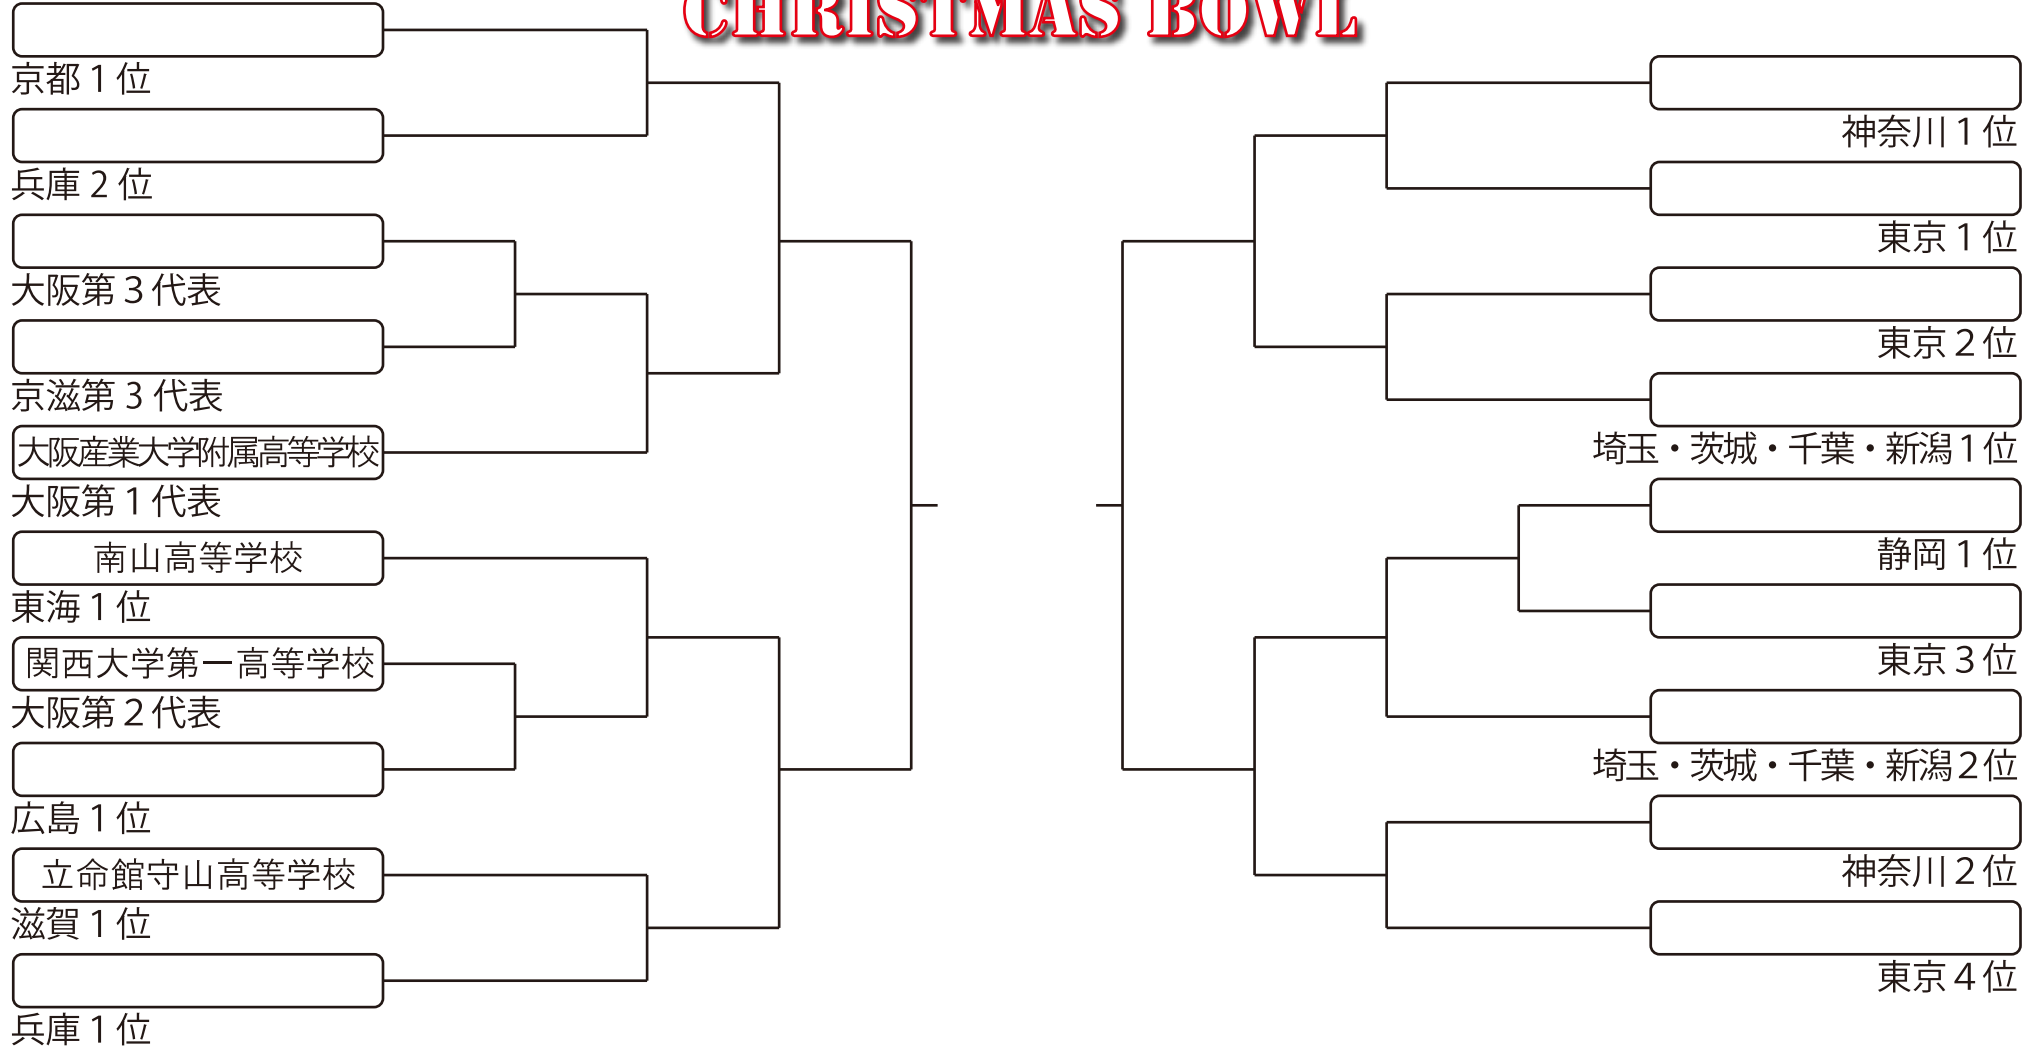 CHRISTMAS BOWL
京都1位
兵庫2位
大阪第3代表
京滋第3代表
大阪産業大学附属高等学校
大阪第1代表
南山高等学校
東海1位
関西大学第一高等学校
大阪第2代表
広島1位
立命館守山高等学校
滋賀1位
兵庫1位
神奈川1位
東京1位
東京2位
埼玉・茨城・千葉・新潟1位
静岡1位
東京3位
埼玉・茨城・千葉・新潟2位
神奈川2位
東京4位